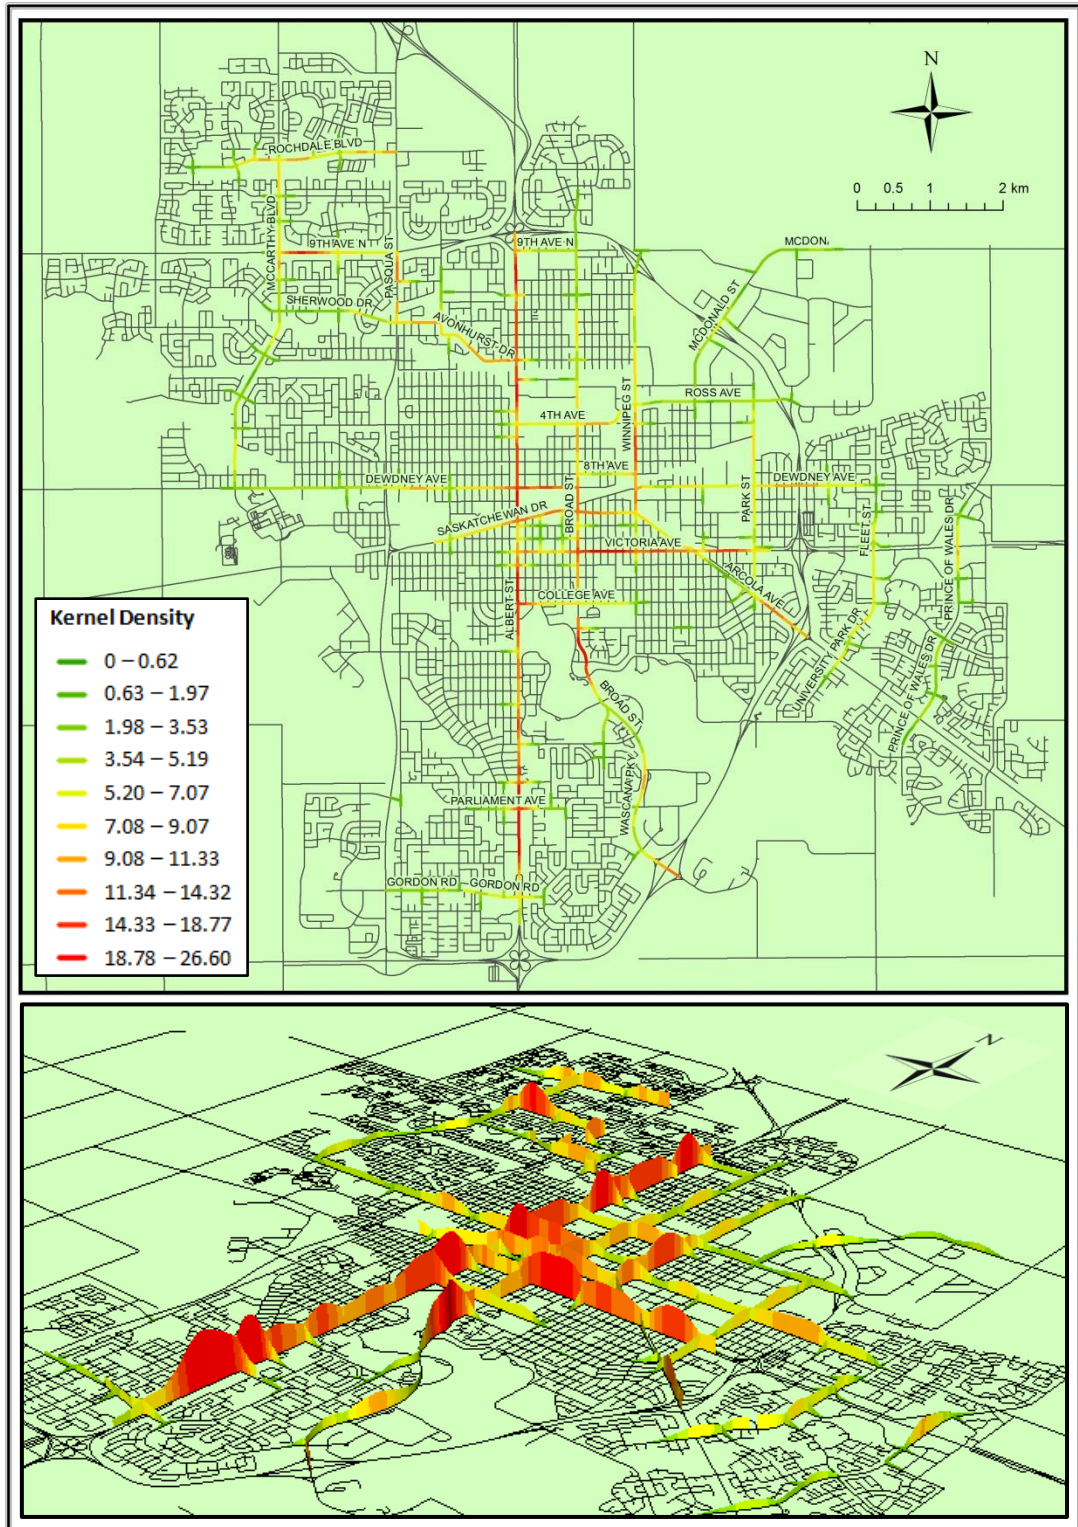 N
0 0.5 1 2 km
ROCHDALE BLVD
MCCARTHY BLVD
9TH AVE N
PASQUA ST
9TH AVE N
MCDON
SHERWOOD DR
AVONHURST DR
MCDONALD ST
WINNIPEG ST
ROSS AVE
4TH AVE
8TH AVE
DEWDNEY AVE
DEWDNEY AVE
BROAD ST
PARK ST
SASKATCHEWAN DR
VICTORIA AVE
FLEET ST
PRINCE OF WALES DR
ARCOLA AVE
ALBERT ST
COLLEGE AVE
UNIVERSITY PARK DR
PRINCE OF WALES DR
BROAD ST
WASCANA PKY
PARLIAMENT AVE
GORDON RD
GORDON RD
Kernel Density
0 – 0.62
0.63 – 1.97
1.98 – 3.53
3.54 – 5.19
5.20 – 7.07
7.08 – 9.07
9.08 – 11.33
11.34 – 14.32
14.33 – 18.77
18.78 – 26.60
N